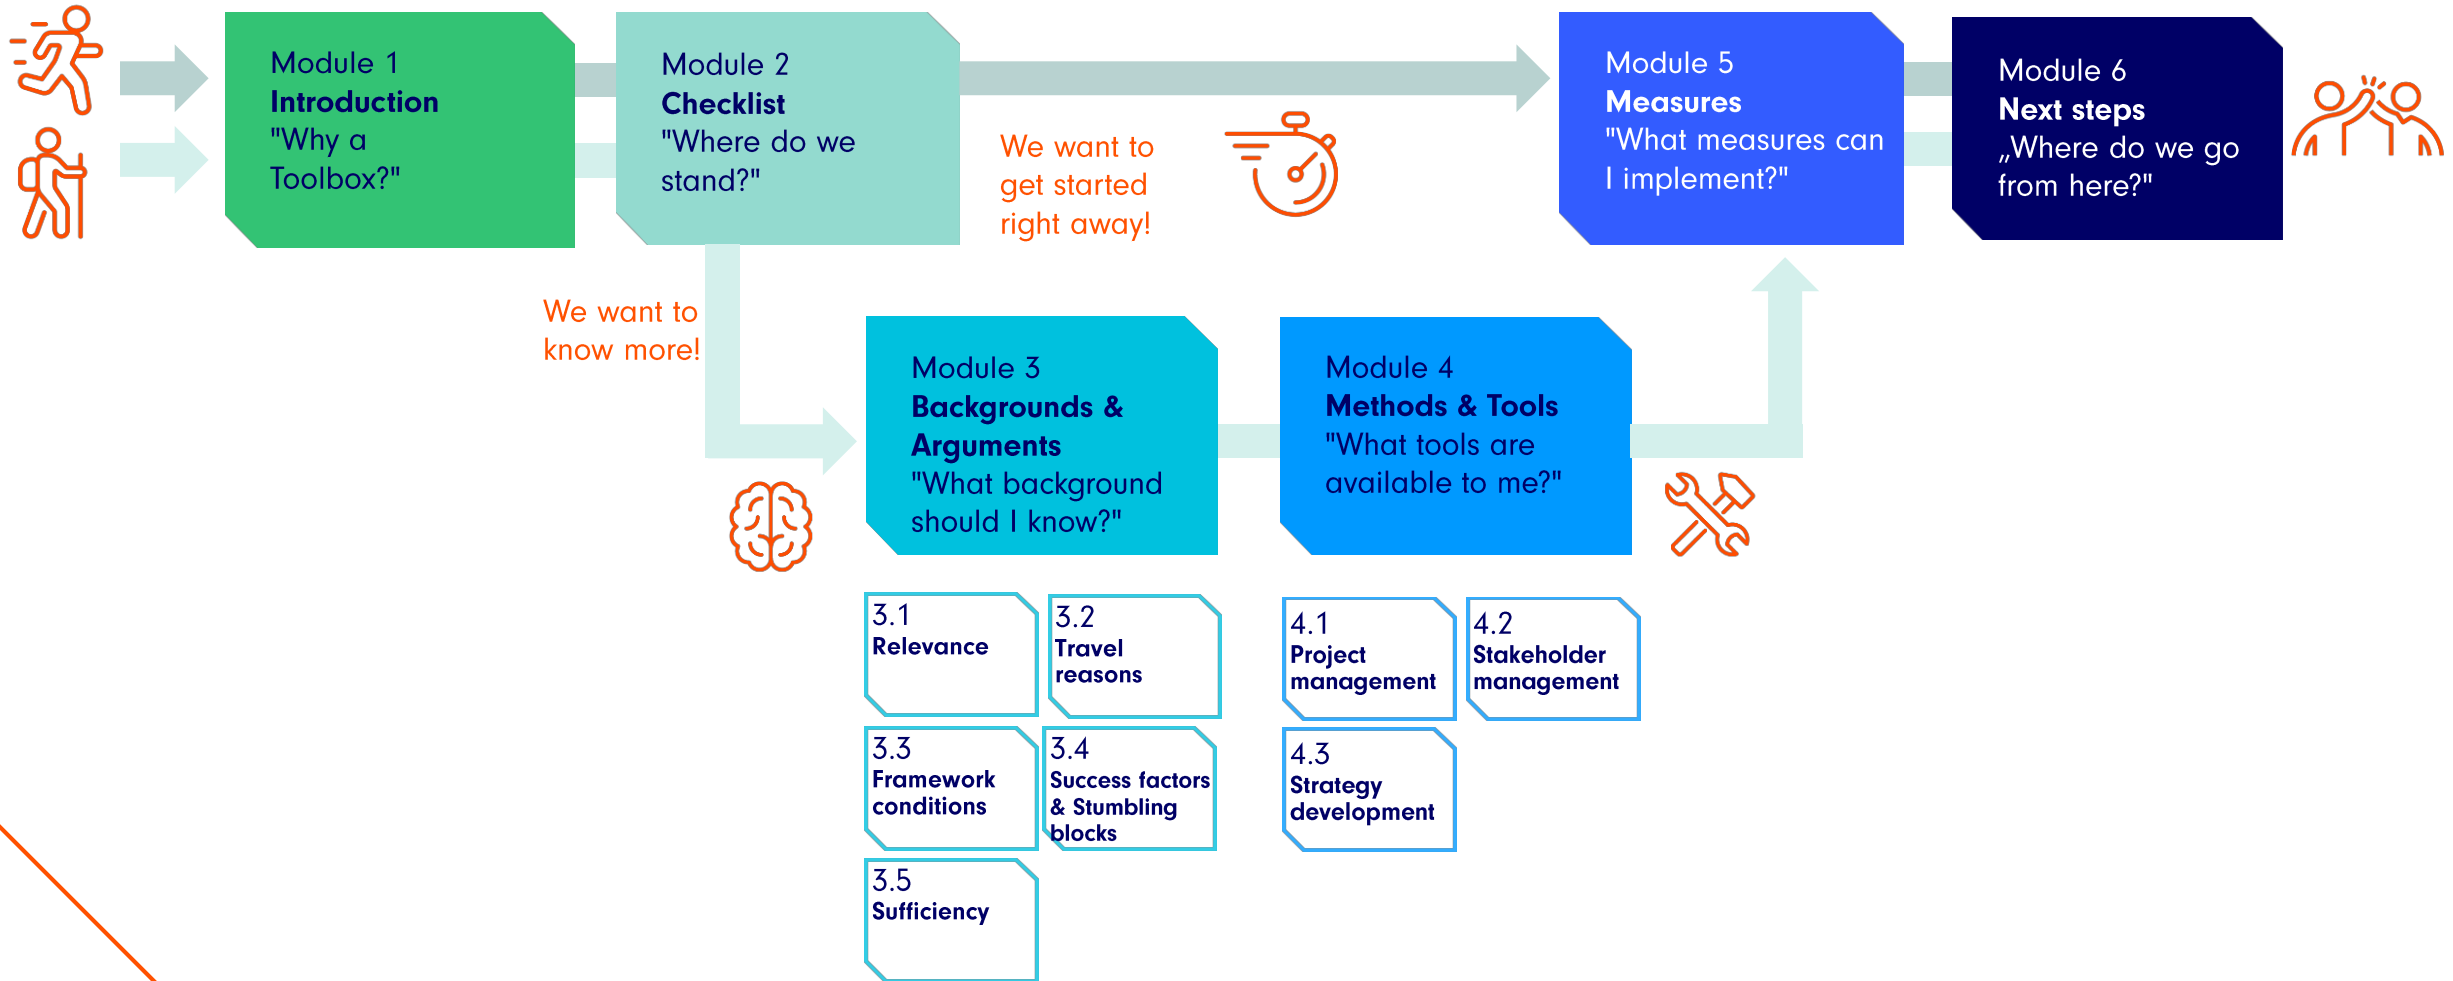 Module 1
Introduction
"Why a
Toolbox?"
Module 2
Checklist
"Where do we
stand?"
We want to
get started
right away!
Module 5
Measures
"What measures can
I implement?"
Module 6
Next steps
„Where do we go
from here?"
We want to
know more!
Module 3
Backgrounds &
Arguments
"What background
should I know?"
Module 4
Methods & Tools
"What tools are
available to me?"
3.1
Relevance
3.2
Travel
reasons
3.3
Framework
conditions
3.4
Success factors
& Stumbling
blocks
3.5
Sufficiency
4.1
Project
management
4.2
Stakeholder
management
4.3
Strategy
development